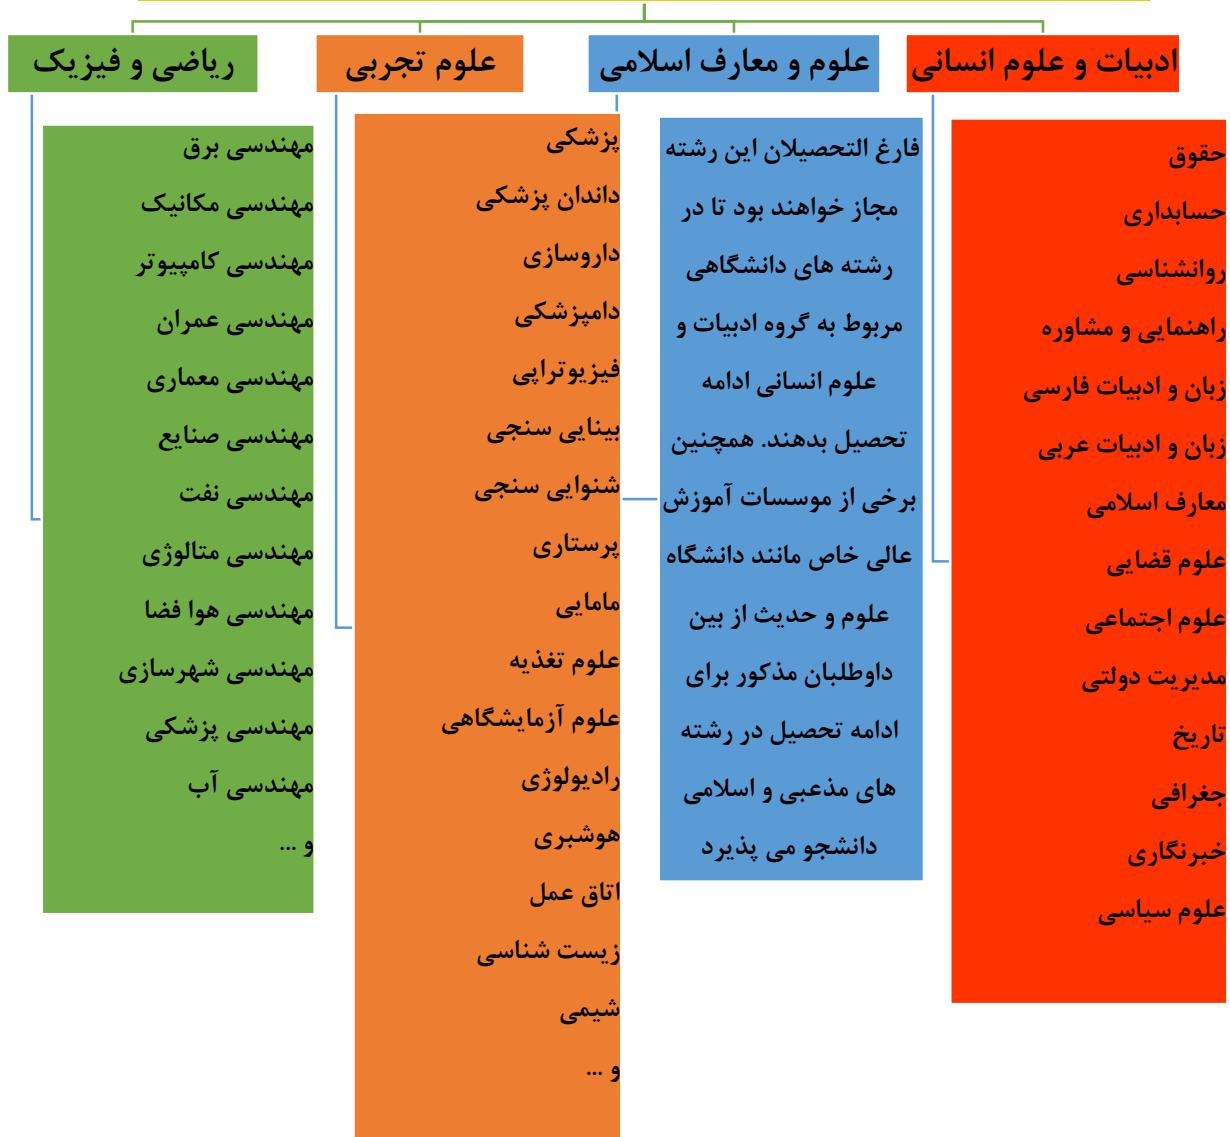 ادبیات و علوم انسانی
حقوق
حسابداری
روانشناسی
راهنمایی و مشاوره
زبان و ادبیات فارسی
زبان و ادبیات عربی
معارف اسلامی
علوم قضایی
علوم اجتماعی
مدیریت دولتی
تاریخ
جغرافی
خبرنگاری
علوم سیاسی
علوم و معارف اسلامی
فارغ التحصیلان این رشته
مجاز خواهند بود تا در
رشته های دانشگاهی
مربوط به گروه ادبیات و
علوم انسانی ادامه
تحصیل بدهند. همچنین
برخی از موسسات آموزش
عالی خاص مانند دانشگاه
علوم و حدیث از بین
داوطلبان مذکور برای
ادامه تحصیل در رشته
های مذعبی و اسلامی
دانشجو می پذیرد
علوم تجربی
پزشکی
داندان پزشکی
داروسازی
دامپزشکی
فیزیوتراپی
بینایی سنجی
شنوایی سنجی
پرستاری
مامایی
علوم تغذیه
علوم آزمایشگاهی
رادیولوژی
هوشبری
اتاق عمل
زیست شناسی
شیمی
و ...
ریاضی و فیزیک
مهندسی برق
مهندسی مکانیک
مهندسی کامپیوتر
مهندسی عمران
مهندسی معماری
مهندسی صنایع
مهندسی نفت
مهندسی متالوژی
مهندسی هوا فضا
مهندسی شهرسازی
مهندسی پزشکی
مهندسی آب
و ...